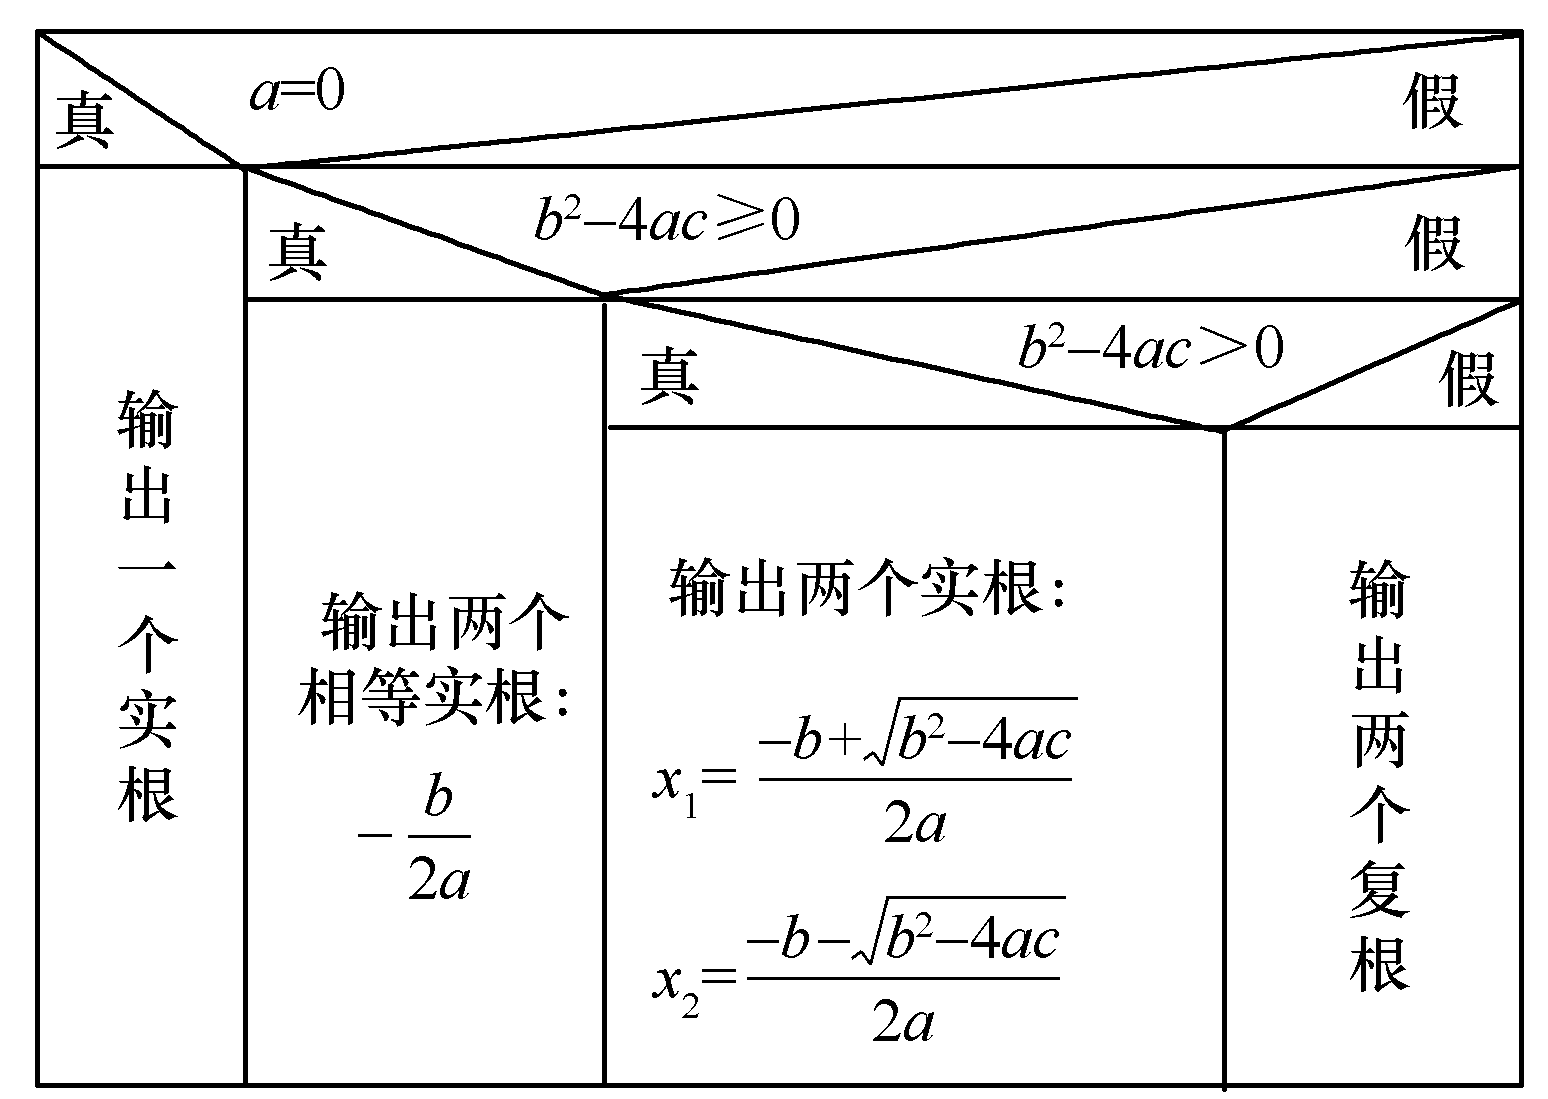 a=0
真
假
b²−4ac≥0
真
假
b²−4ac>0
真
假
输出一个实根
输出两个
相等实根:
−b/2a
输出两个实根:
x₁=(−b+√(b²−4ac))/2a
x₂=(−b−√(b²−4ac))/2a
输出两个复根